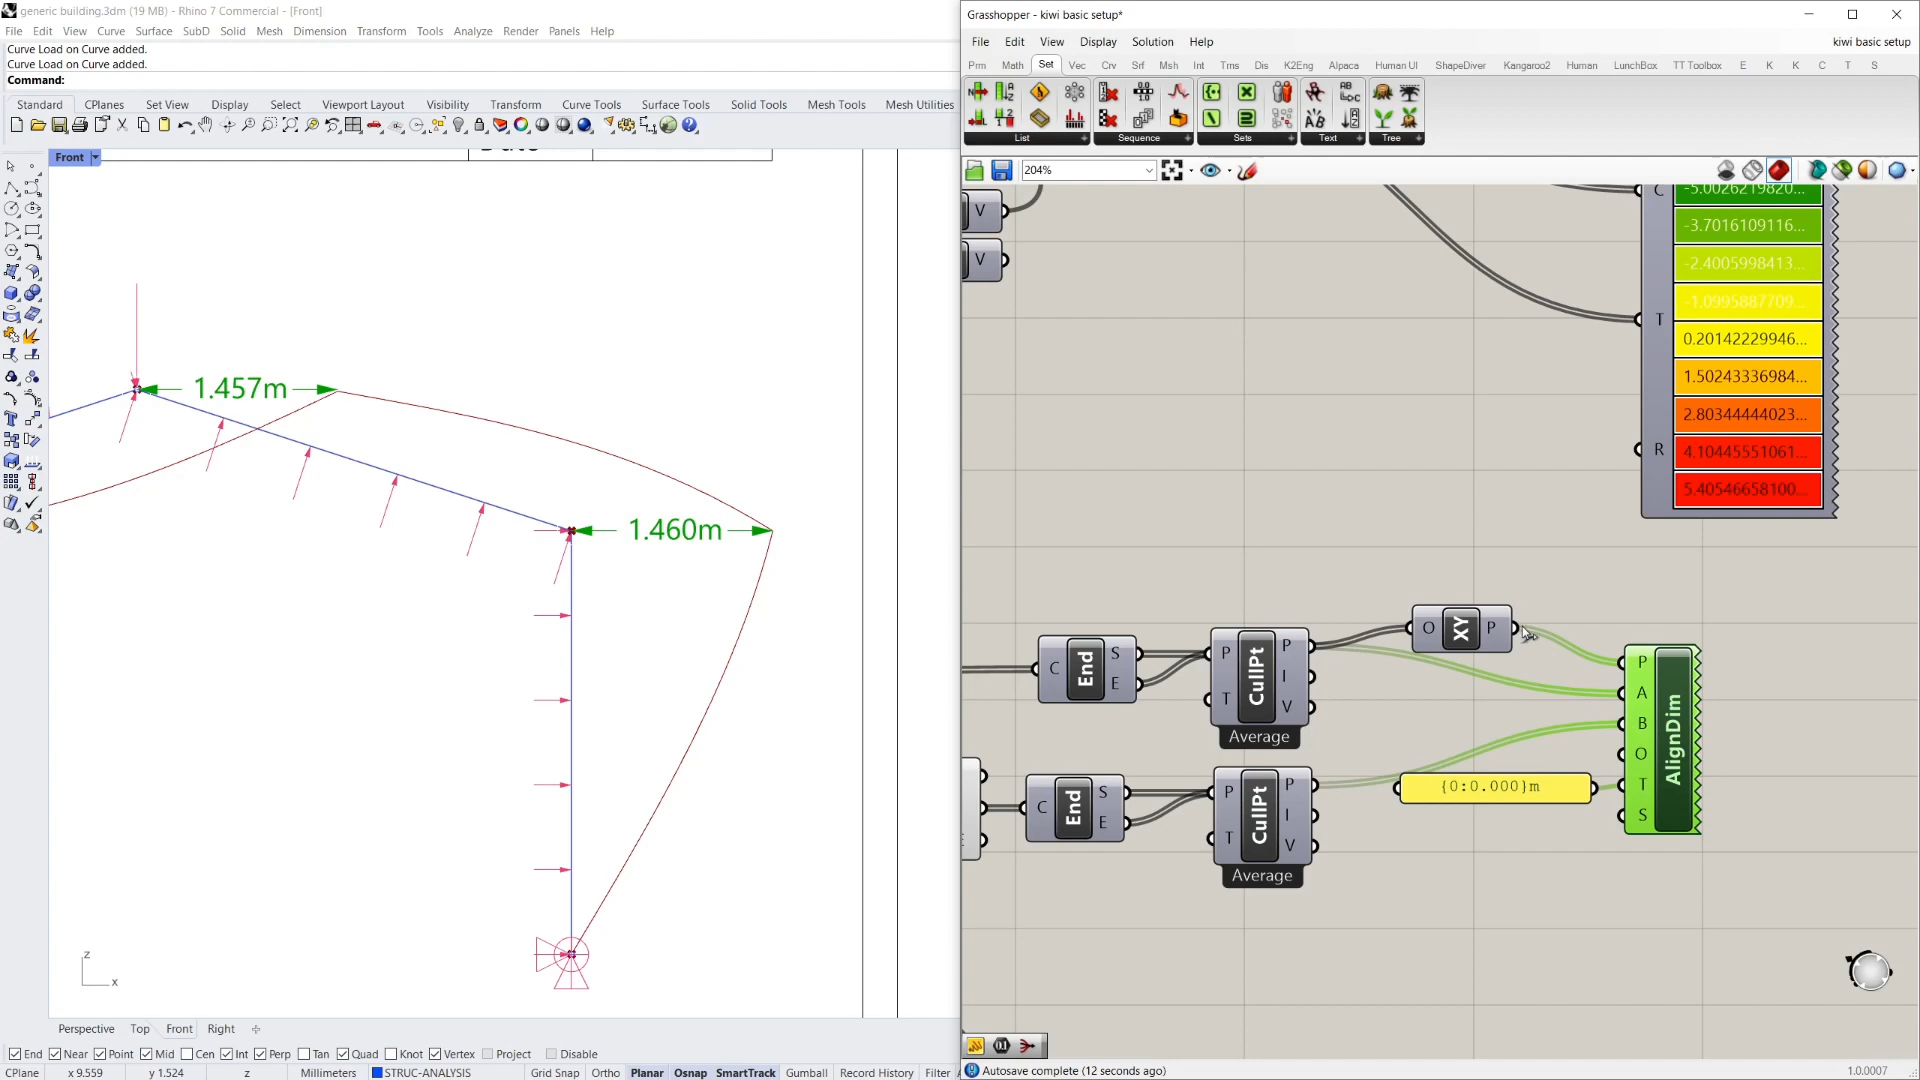 generic building.3dm (19 MB) - Rhino 7 Commercial - [Front]
File Edit View Curve Surface SubD Solid Mesh Dimension Transform Tools Analyze Render Panels Help
Curve Load on Curve added.
Curve Load on Curve added.
Command:
Standard CPlanes Set View Display Select Viewport Layout Visibility Transform Curve Tools Surface Tools Solid Tools Mesh Tools Mesh Utilities
Front
1.457m
1.460m
z
x
Perspective Top Front Right
End Near Point Mid Cen Int Perp Tan Quad Knot Vertex Project Disable
CPlane x 9.559 y 1.524 z Millimeters STRUC-ANALYSIS Grid Snap Ortho Planar Osnap SmartTrack Gumball Record History Filter
Grasshopper - kiwi basic setup*
File Edit View Display Solution Help kiwi basic setup
Prm Math Set Vec Crv Srf Msh Int Trns Dis K2Eng Alpaca Human UI ShapeDiver Kangaroo2 Human LunchBox TT Toolbox E K K C T S
List Sequence Sets Text Tree
204%
V
V
C
T
R
-5.0026219820...
-3.7016109116...
-2.4005998413...
-1.0995887709...
0.20142229946...
1.50243336984...
2.80344444023...
4.10445551061...
5.40546658100...
O XY P
C End S E
P T CullPt P I V
Average
C End S E
P T CullPt P I V
Average
{0:0.000}m
P A B O T S AlignDim
Autosave complete (12 seconds ago)
1.0.0007